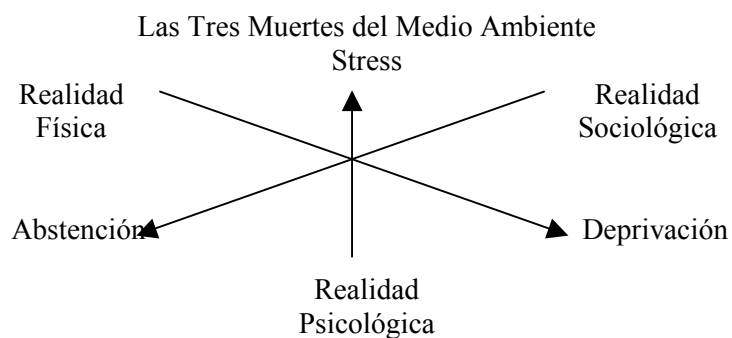 Las Tres Muertes del Medio Ambiente
Stress
Realidad
Física
Realidad
Sociológica
Abstención
Deprivación
Realidad
Psicológica